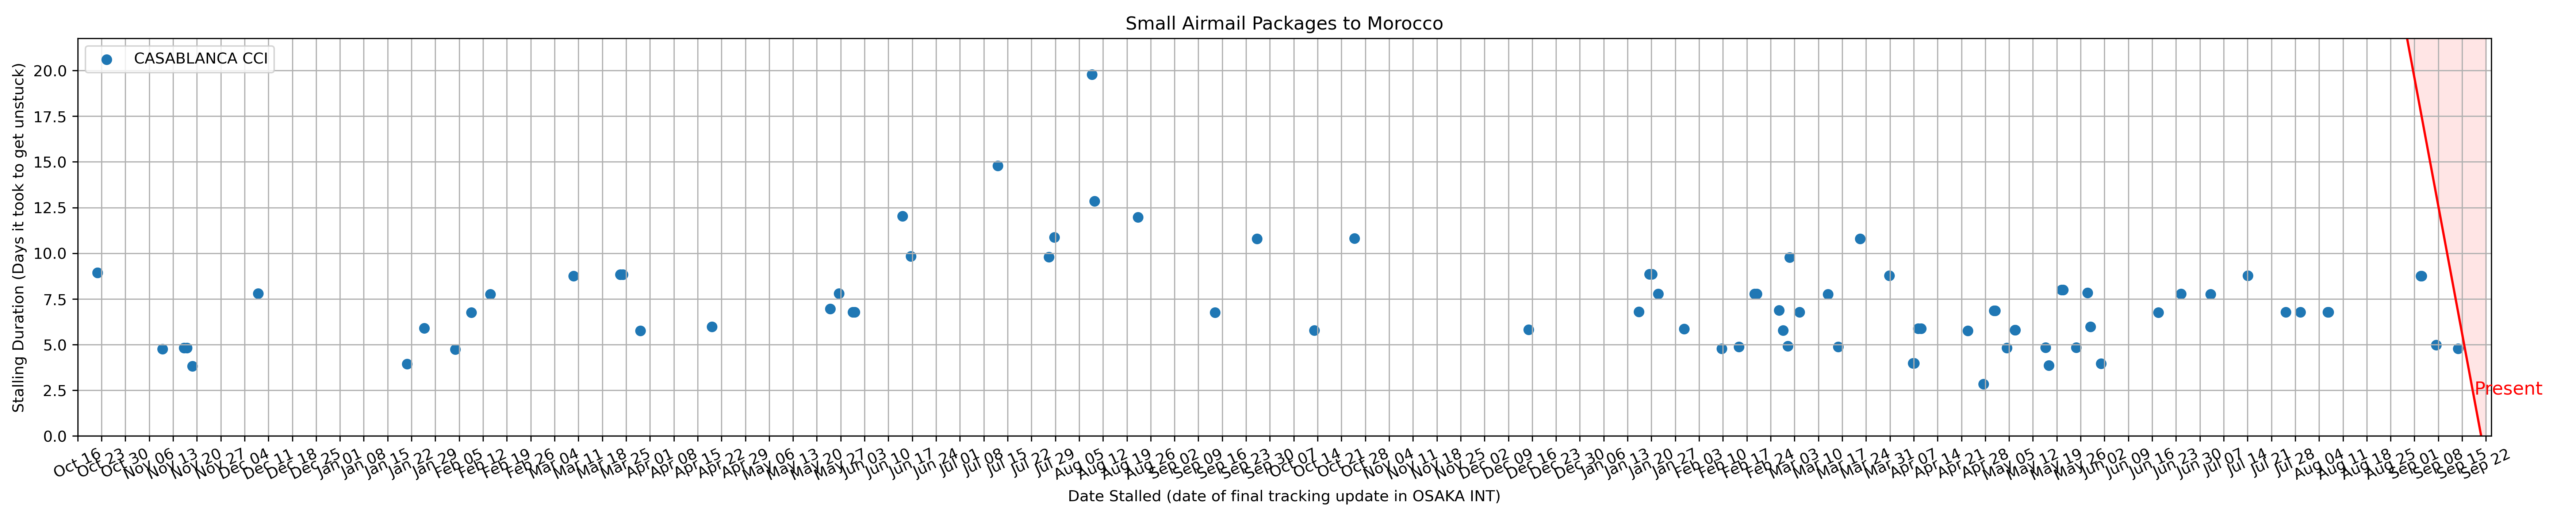 Small Airmail Packages to Morocco
CASABLANCA CCI
Stalling Duration (Days it took to get unstuck)
20.0
17.5
15.0
12.5
10.0
7.5
5.0
2.5
0.0
Present
Oct 16
Oct 23
Oct 30
Nov 06
Nov 13
Nov 20
Nov 27
Dec 04
Dec 11
Dec 18
Dec 25
Jan 01
Jan 08
Jan 15
Jan 22
Jan 29
Feb 05
Feb 12
Feb 19
Feb 26
Mar 04
Mar 11
Mar 18
Mar 25
Apr 01
Apr 08
Apr 15
Apr 22
Apr 29
May 06
May 13
May 20
May 27
Jun 03
Jun 10
Jun 17
Jun 24
Jul 01
Jul 08
Jul 15
Jul 22
Jul 29
Aug 05
Aug 12
Aug 19
Aug 26
Sep 02
Sep 09
Sep 16
Sep 23
Sep 30
Oct 07
Oct 14
Oct 21
Oct 28
Nov 04
Nov 11
Nov 18
Nov 25
Dec 02
Dec 09
Dec 16
Dec 23
Dec 30
Jan 06
Jan 13
Jan 20
Jan 27
Feb 03
Feb 10
Feb 17
Feb 24
Mar 03
Mar 10
Mar 17
Mar 24
Mar 31
Apr 07
Apr 14
Apr 21
Apr 28
May 05
May 12
May 19
May 26
Jun 02
Jun 09
Jun 16
Jun 23
Jun 30
Jul 07
Jul 14
Jul 21
Jul 28
Aug 04
Aug 11
Aug 18
Aug 25
Sep 01
Sep 08
Sep 15
Sep 22
Date Stalled (date of final tracking update in OSAKA INT)